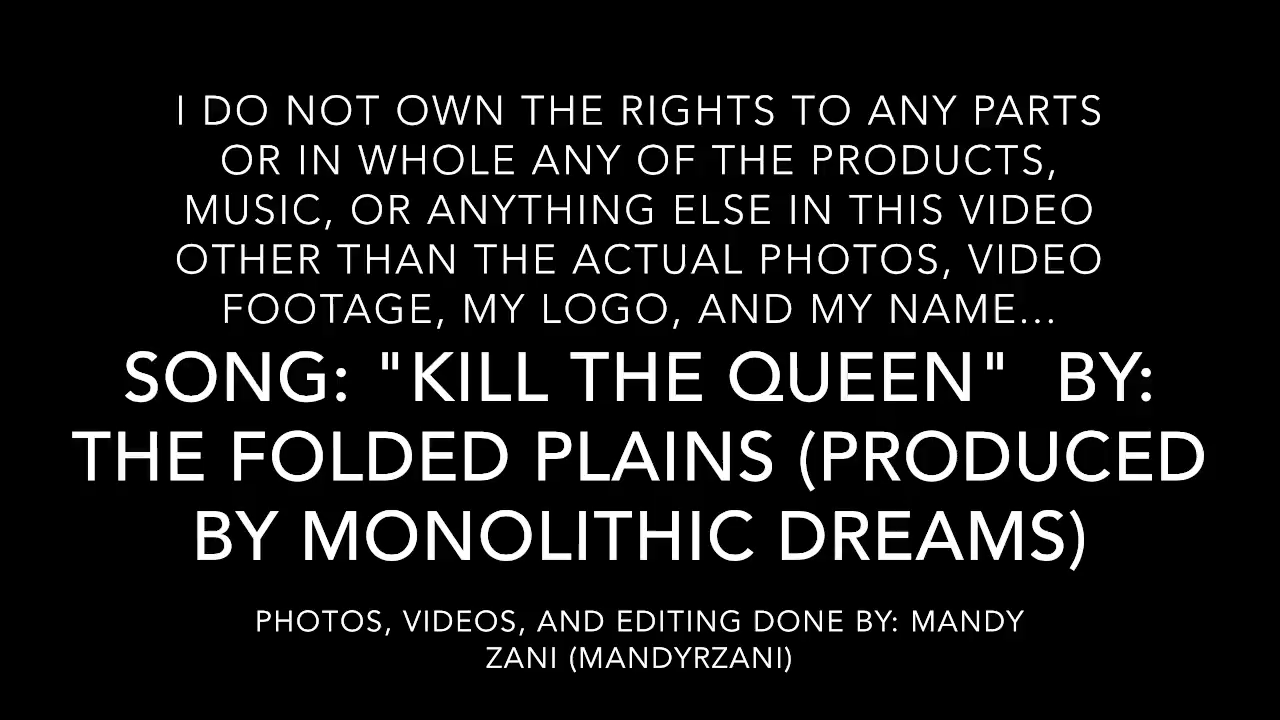 I DO NOT OWN THE RIGHTS TO ANY PARTS
OR IN WHOLE ANY OF THE PRODUCTS,
MUSIC, OR ANYTHING ELSE IN THIS VIDEO
OTHER THAN THE ACTUAL PHOTOS, VIDEO
FOOTAGE, MY LOGO, AND MY NAME...
SONG: "KILL THE QUEEN"  BY:
THE FOLDED PLAINS (PRODUCED
BY MONOLITHIC DREAMS)
PHOTOS, VIDEOS, AND EDITING DONE BY: MANDY
ZANI (MANDYRZANI)